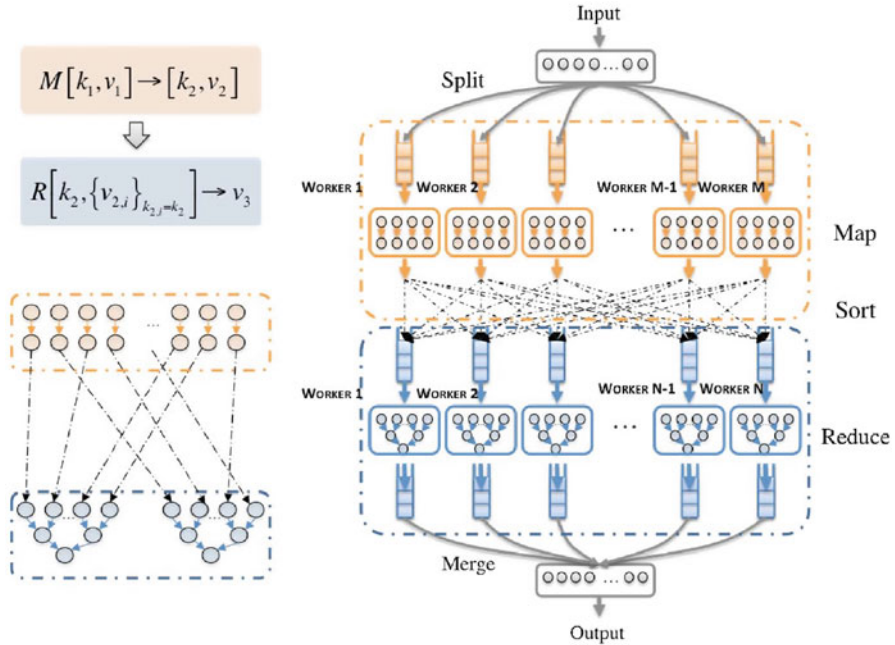 M[k₁,v₁]→[k₂,v₂]
R[k₂,{v₂,ᵢ}ₖ₂,ᵢ₌ₖ₂]→v₃
...
Input
...
Split
WORKER 1 WORKER 2 WORKER M-1 WORKER M
...
Map
Sort
WORKER 1 WORKER 2 WORKER N-1 WORKER N
...
Reduce
Merge
...
Output